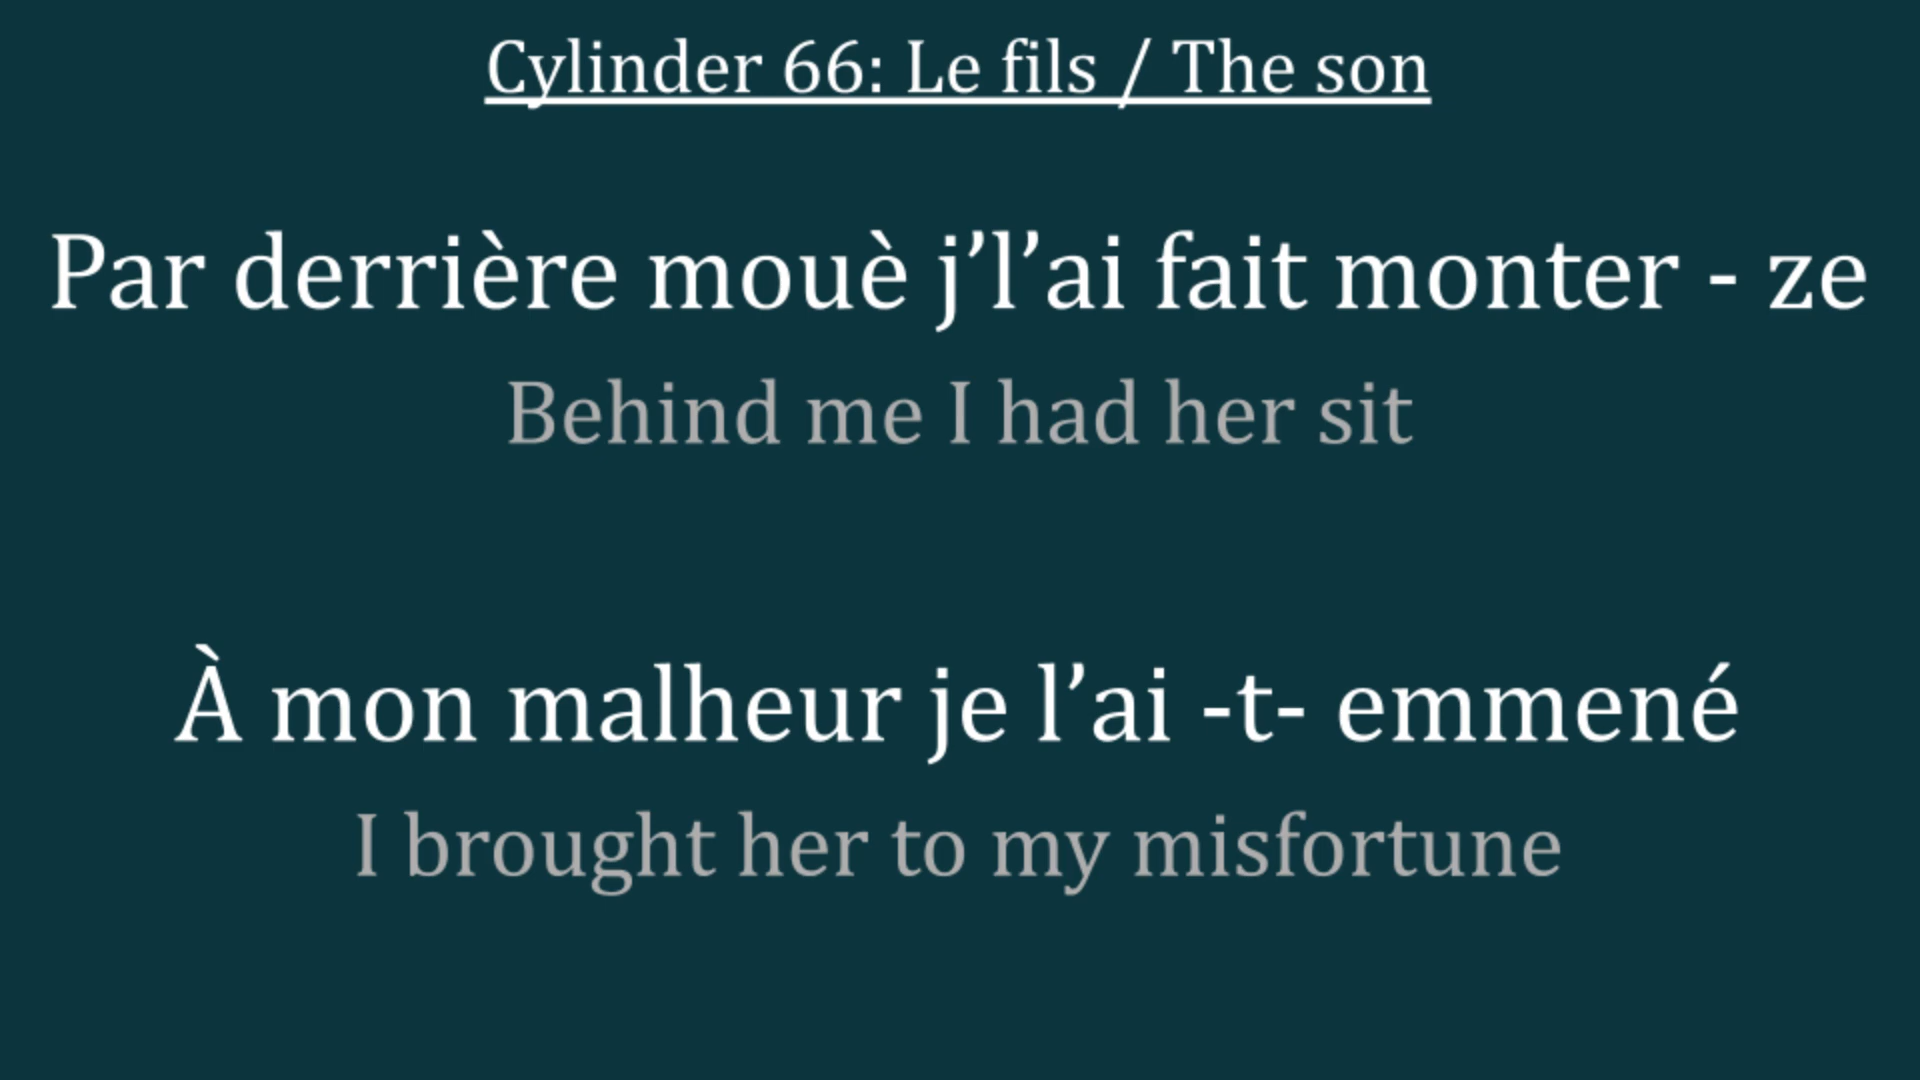 Cylinder 66: Le fils / The son
Par derrière mouè j’l’ai fait monter - ze
Behind me I had her sit
À mon malheur je l’ai -t- emmené
I brought her to my misfortune